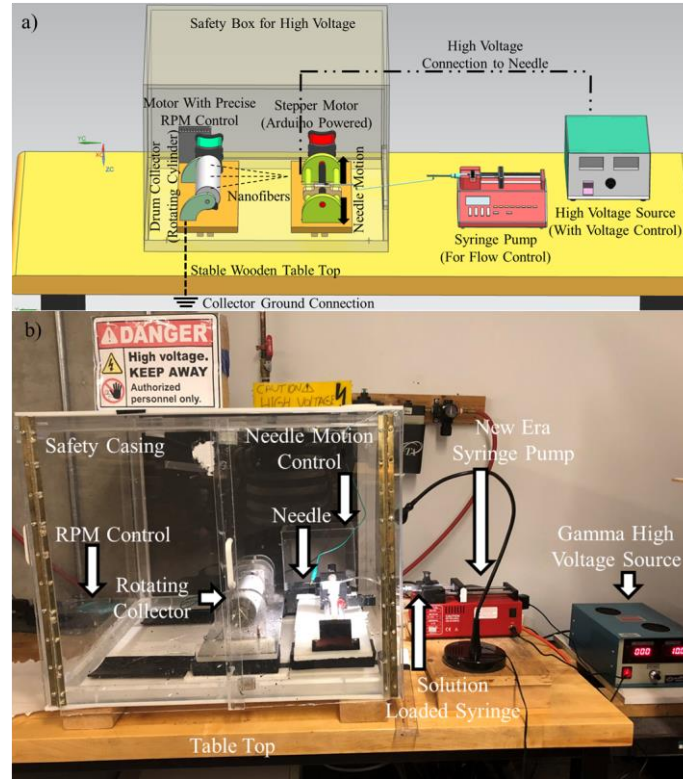 a)
Safety Box for High Voltage
High Voltage
Connection to Needle
Motor With Precise
RPM Control
Stepper Motor
(Arduino Powered)
Drum Collector
(Rotating Cylinder)
Nanofibers
Needle Motion
Syringe Pump
(For Flow Control)
High Voltage Source
(With Voltage Control)
Stable Wooden Table Top
Collector Ground Connection
b)
DANGER
High voltage.
KEEP AWAY
Authorized
personnel only.
CAUTION
HIGH VOLTAGE
Safety Casing
Needle Motion
Control
New Era
Syringe Pump
RPM Control
Needle
Gamma High
Voltage Source
Rotating
Collector
Solution
Loaded Syringe
Table Top